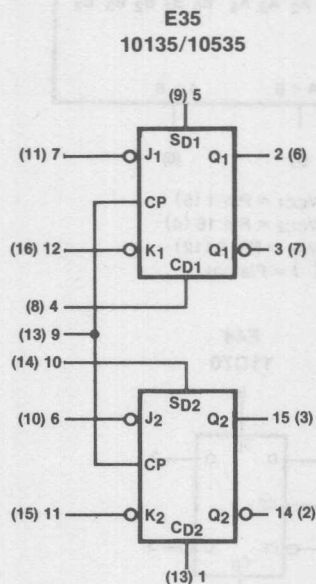 E35
10135/10535
(9) 5
SD1
(11) 7 J1 Q1 2 (6)
CP
(16) 12 K1 Q1 3 (7)
CD1
(8) 4
(13) 9
(14) 10
SD2
(10) 6 J2 Q2 15 (3)
CP
(15) 11 K2 Q2 14 (2)
CD2
(13) 1